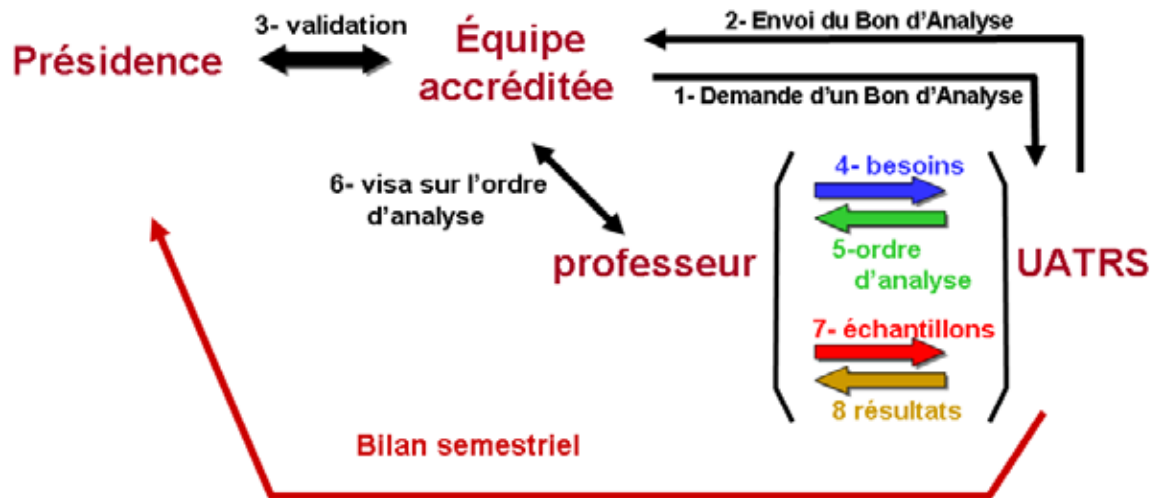 3- validation
Présidence
Équipe
accréditée
2- Envoi du Bon d'Analyse
1- Demande d'un Bon d'Analyse
6- visa sur l'ordre
d'analyse
professeur
4- besoins
5-ordre
d'analyse
UATRS
7- échantillons
8 résultats
Bilan semestriel